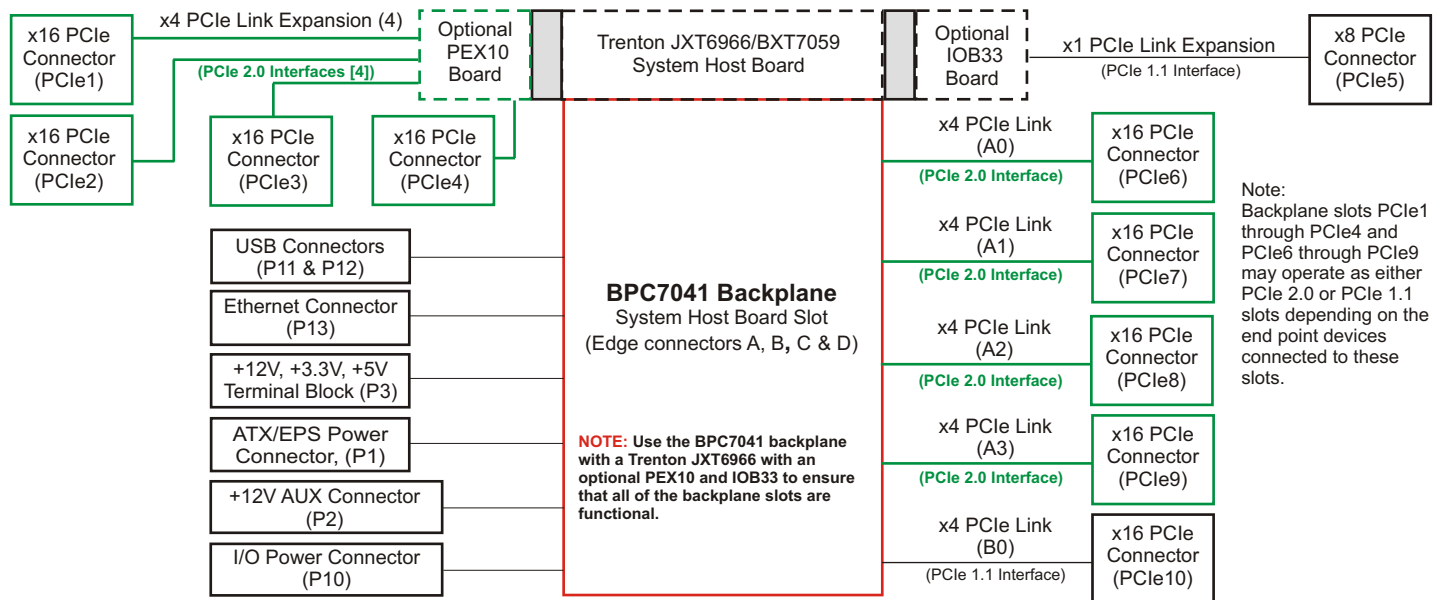 x16 PCIe
Connector
(PCIe1)
x4 PCIe Link Expansion (4)
(PCIe 2.0 Interfaces [4])
Optional
PEX10
Board
Trenton JXT6966/BXT7059
System Host Board
Optional
IOB33
Board
x1 PCIe Link Expansion
(PCIe 1.1 Interface)
x8 PCIe
Connector
(PCIe5)
x16 PCIe
Connector
(PCIe2)
x16 PCIe
Connector
(PCIe3)
x16 PCIe
Connector
(PCIe4)
USB Connectors
(P11 & P12)
Ethernet Connector
(P13)
+12V, +3.3V, +5V
Terminal Block (P3)
ATX/EPS Power
Connector, (P1)
+12V AUX Connector
(P2)
I/O Power Connector
(P10)
BPC7041 Backplane
System Host Board Slot
(Edge connectors A, B, C & D)
NOTE: Use the BPC7041 backplane
with a Trenton JXT6966 with an
optional PEX10 and IOB33 to ensure
that all of the backplane slots are
functional.
x4 PCIe Link
(A0)
(PCIe 2.0 Interface)
x16 PCIe
Connector
(PCIe6)
x4 PCIe Link
(A1)
(PCIe 2.0 Interface)
x16 PCIe
Connector
(PCIe7)
x4 PCIe Link
(A2)
(PCIe 2.0 Interface)
x16 PCIe
Connector
(PCIe8)
x4 PCIe Link
(A3)
(PCIe 2.0 Interface)
x16 PCIe
Connector
(PCIe9)
x4 PCIe Link
(B0)
(PCIe 1.1 Interface)
x16 PCIe
Connector
(PCIe10)
Note:
Backplane slots PCIe1
through PCIe4 and
PCIe6 through PCIe9
may operate as either
PCIe 2.0 or PCIe 1.1
slots depending on the
end point devices
connected to these
slots.